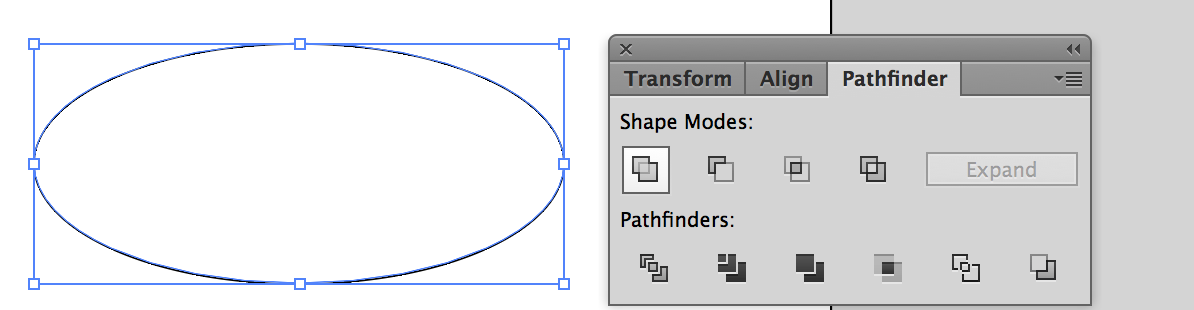 Transform Align Pathfinder
Shape Modes:
Expand
Pathfinders: